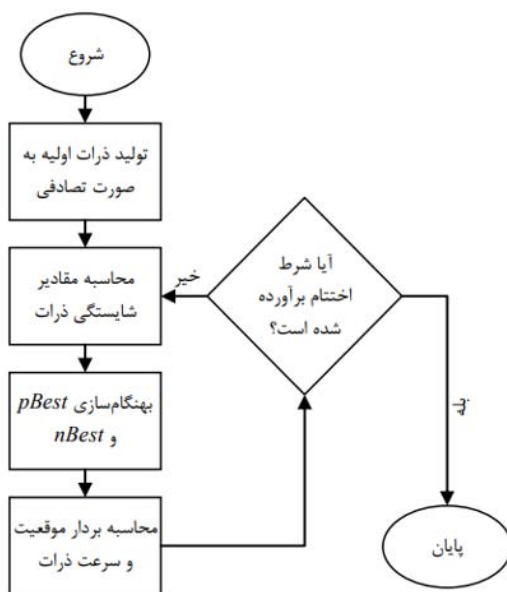 شروع
تولید ذرات اولیه به
صورت تصادفی
محاسبه مقادیر
شایستگی ذرات
بهنگام‌سازی pBest
و nBest
محاسبه بردار موقعیت
و سرعت ذرات
آیا شرط
اختتام برآورده
شده است؟
خیر
بله
پایان